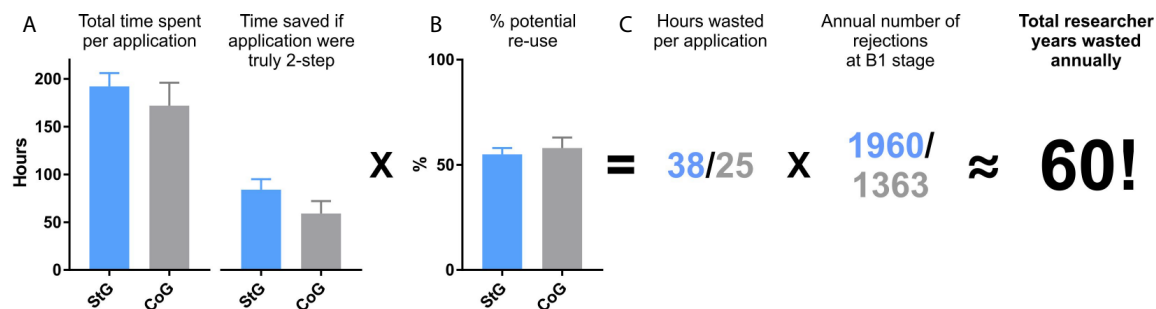 A
Total time spent
per application
Time saved if
application were
truly 2-step
Hours
200
150
100
50
0
StG
CoG
StG
CoG
X
B
% potential
re-use
%
100
50
0
StG
CoG
=
C
Hours wasted
per application
38/25
X
Annual number of
rejections
at B1 stage
1960/
1363
≈
Total researcher
years wasted
annually
60!